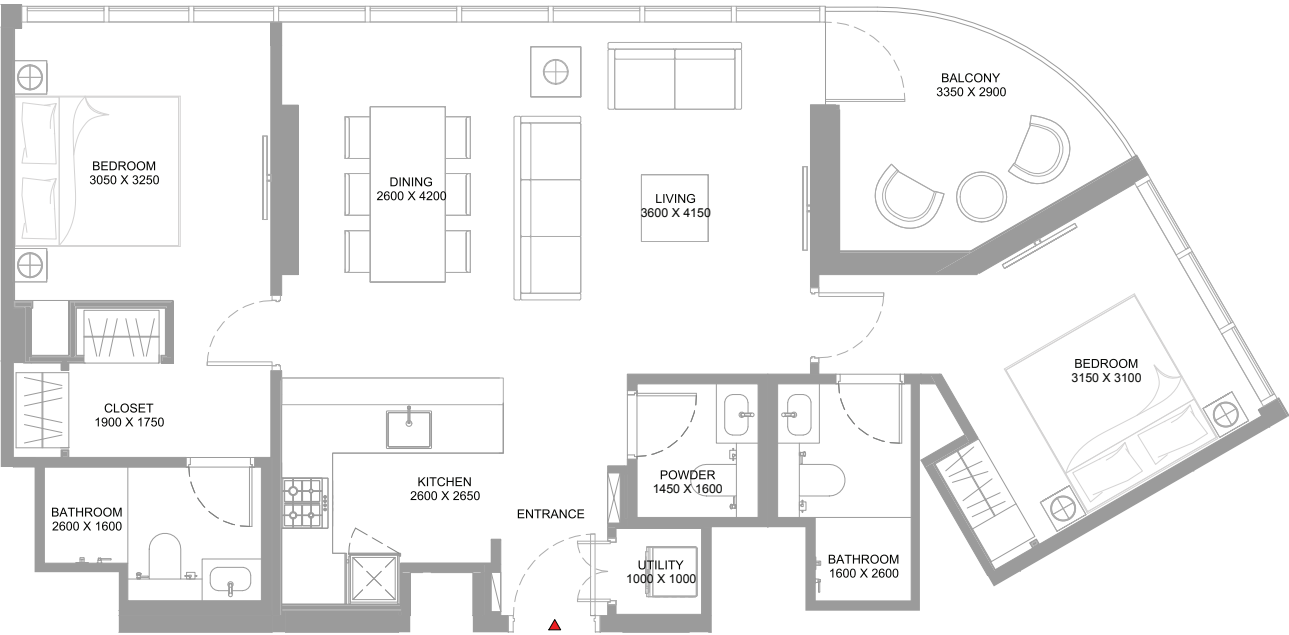 BALCONY
3350 X 2900
BEDROOM
3050 X 3250
DINING
2600 X 4200
LIVING
3600 X 4150
BEDROOM
3150 X 3100
CLOSET
1900 X 1750
KITCHEN
2600 X 2650
POWDER
1450 X 1600
BATHROOM
2600 X 1600
ENTRANCE
UTILITY
1000 X 1000
BATHROOM
1600 X 2600